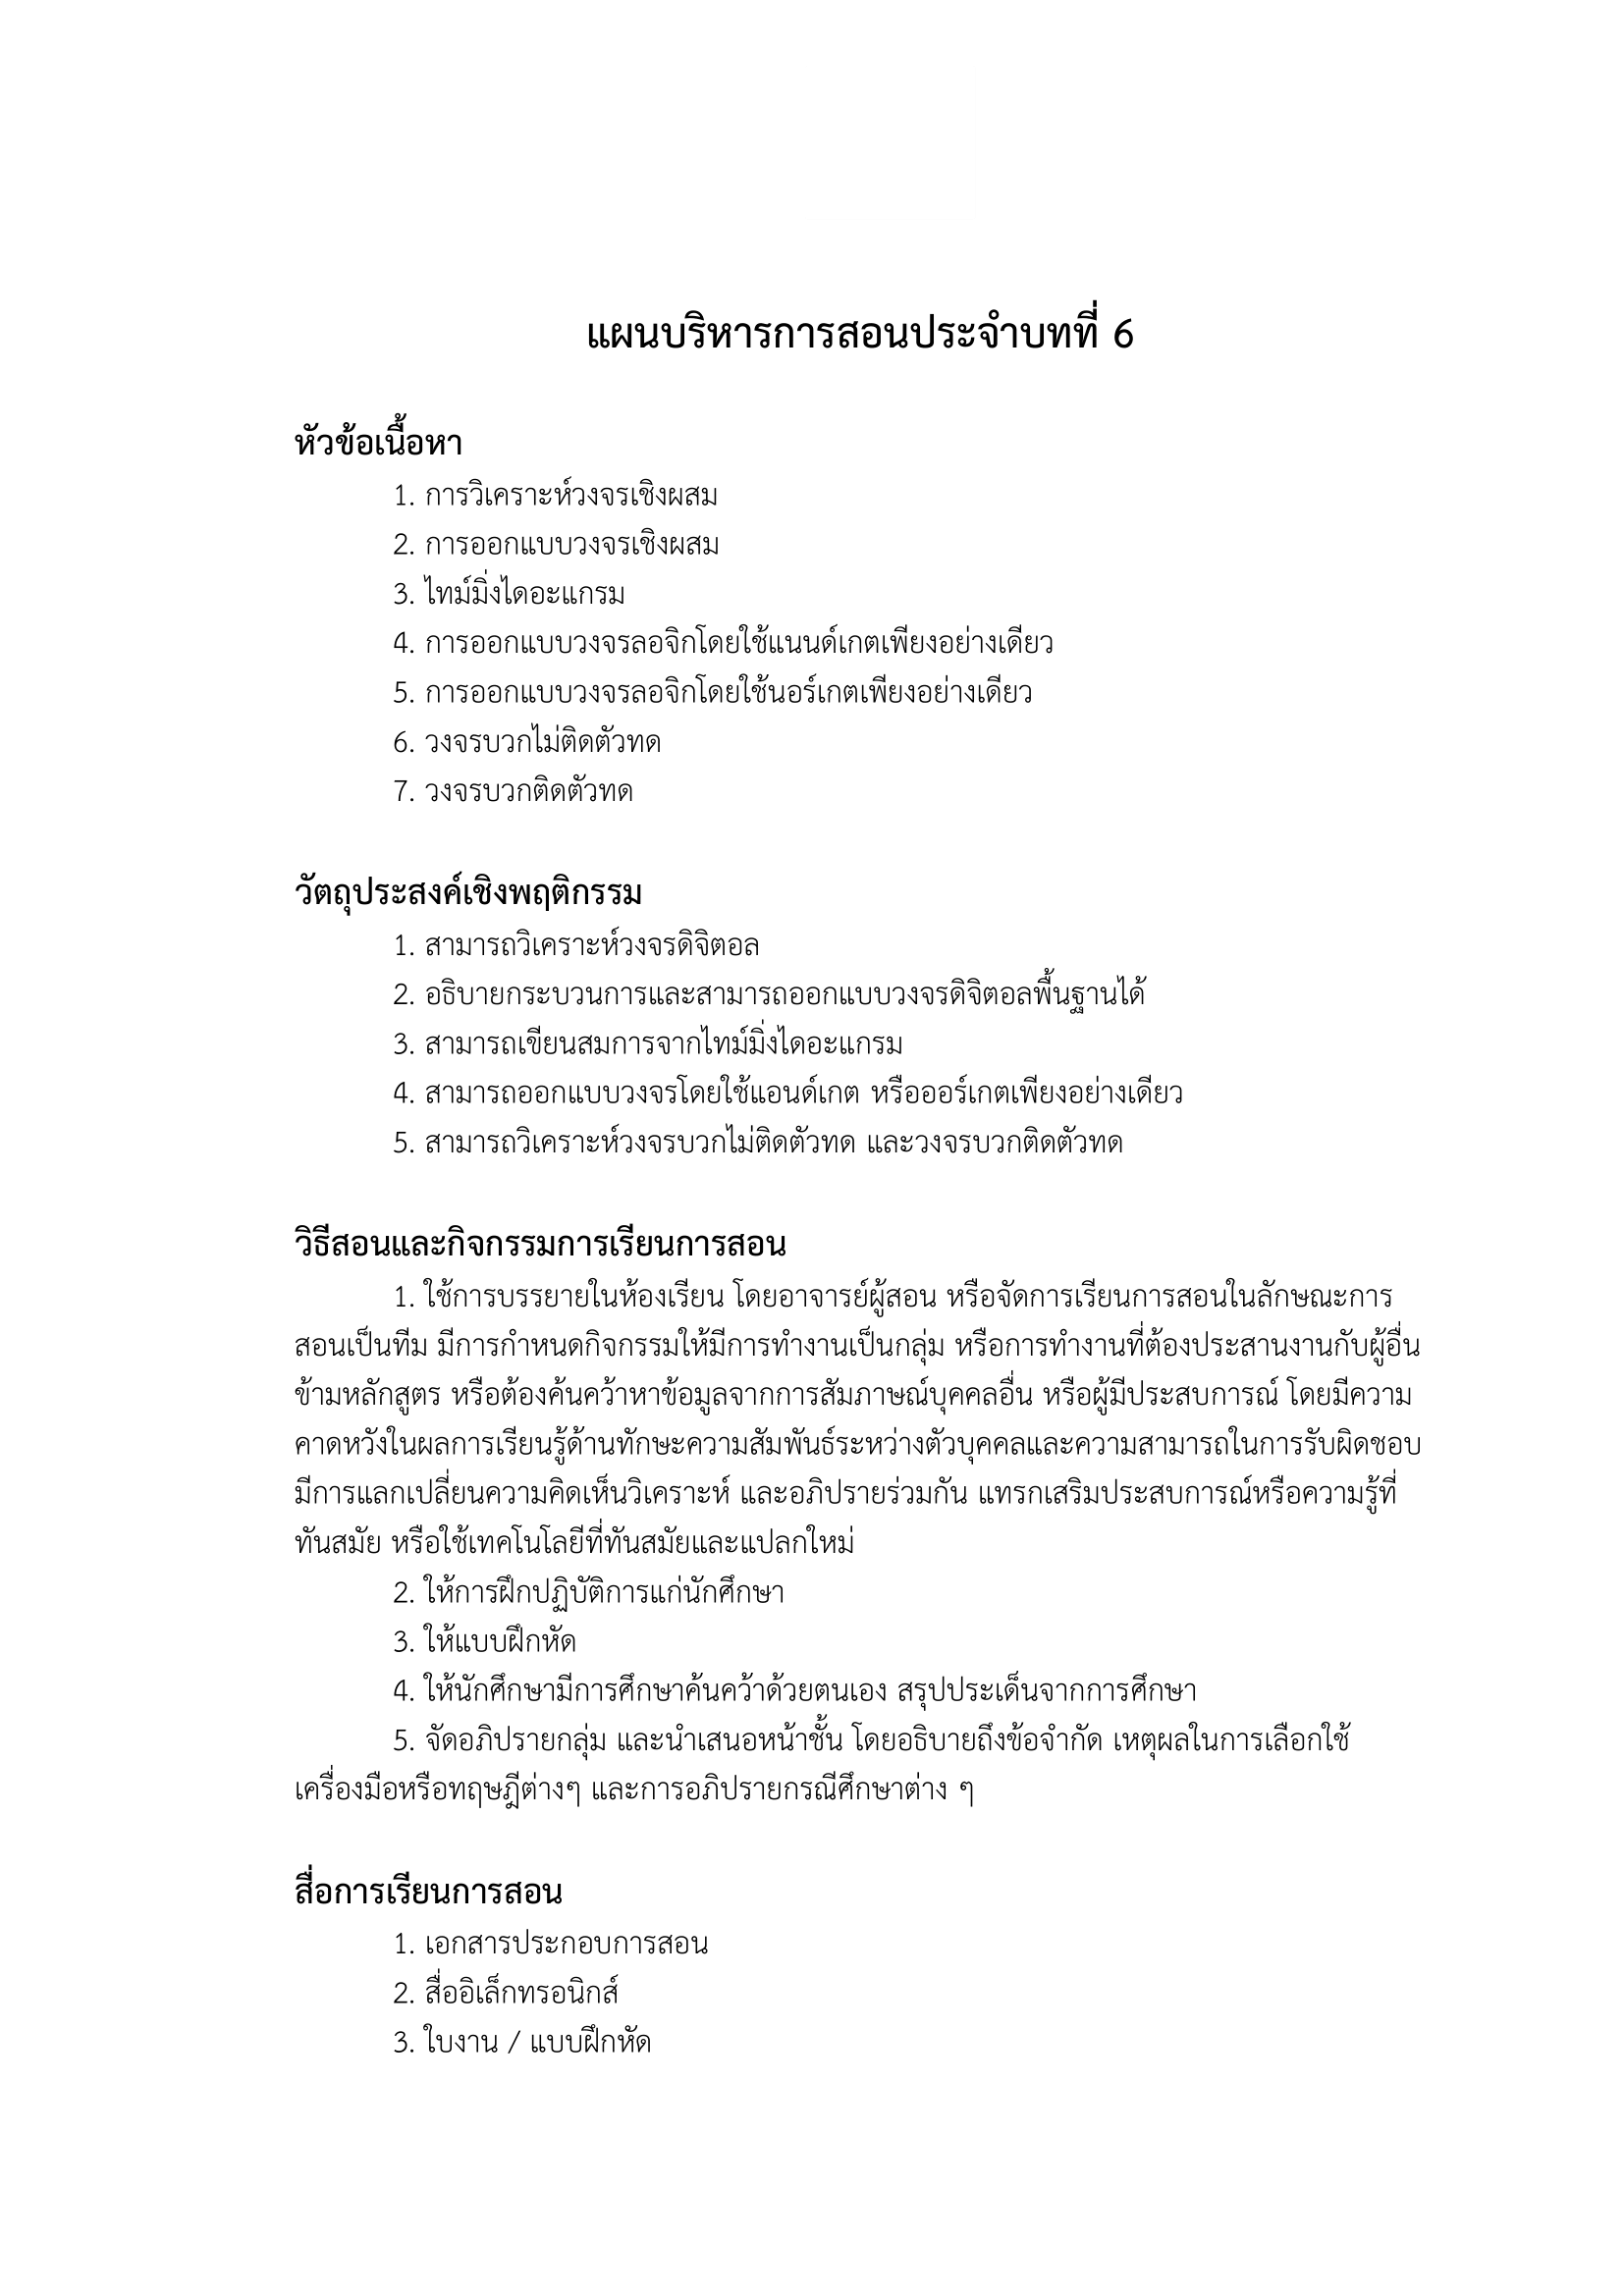 แผนบริหารการสอนประจำบทที่ 6
หัวข้อเนื้อหา
1. การวิเคราะห์วงจรเชิงผสม
2. การออกแบบวงจรเชิงผสม
3. ไทม์มิ่งไดอะแกรม
4. การออกแบบวงจรลอจิกโดยใช้แนนด์เกตเพียงอย่างเดียว
5. การออกแบบวงจรลอจิกโดยใช้นอร์เกตเพียงอย่างเดียว
6. วงจรบวกไม่ติดตัวทด
7. วงจรบวกติดตัวทด
วัตถุประสงค์เชิงพฤติกรรม
1. สามารถวิเคราะห์วงจรดิจิตอล
2. อธิบายกระบวนการและสามารถออกแบบวงจรดิจิตอลพื้นฐานได้
3. สามารถเขียนสมการจากไทม์มิ่งไดอะแกรม
4. สามารถออกแบบวงจรโดยใช้แอนด์เกต หรือออร์เกตเพียงอย่างเดียว
5. สามารถวิเคราะห์วงจรบวกไม่ติดตัวทด และวงจรบวกติดตัวทด
วิธีสอนและกิจกรรมการเรียนการสอน
1. ใช้การบรรยายในห้องเรียน โดยอาจารย์ผู้สอน หรือจัดการเรียนการสอนในลักษณะการ
สอนเป็นทีม มีการกำหนดกิจกรรมให้มีการทำงานเป็นกลุ่ม หรือการทำงานที่ต้องประสานงานกับผู้อื่น
ข้ามหลักสูตร หรือต้องค้นคว้าหาข้อมูลจากการสัมภาษณ์บุคคลอื่น หรือผู้มีประสบการณ์ โดยมีความ
คาดหวังในผลการเรียนรู้ด้านทักษะความสัมพันธ์ระหว่างตัวบุคคลและความสามารถในการรับผิดชอบ
มีการแลกเปลี่ยนความคิดเห็นวิเคราะห์ และอภิปรายร่วมกัน แทรกเสริมประสบการณ์หรือความรู้ที่
ทันสมัย หรือใช้เทคโนโลยีที่ทันสมัยและแปลกใหม่
2. ให้การฝึกปฏิบัติการแก่นักศึกษา
3. ให้แบบฝึกหัด
4. ให้นักศึกษามีการศึกษาค้นคว้าด้วยตนเอง สรุปประเด็นจากการศึกษา
5. จัดอภิปรายกลุ่ม และนำเสนอหน้าชั้น โดยอธิบายถึงข้อจำกัด เหตุผลในการเลือกใช้
เครื่องมือหรือทฤษฎีต่างๆ และการอภิปรายกรณีศึกษาต่าง ๆ
สื่อการเรียนการสอน
1. เอกสารประกอบการสอน
2. สื่ออิเล็กทรอนิกส์
3. ใบงาน / แบบฝึกหัด